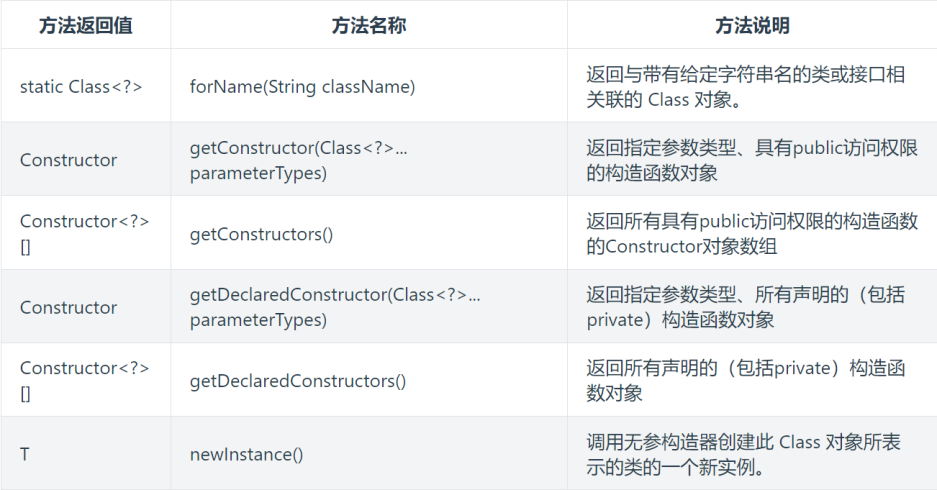 方法返回值 方法名称 方法说明
static Class<?> forName(String className) 返回与带有给定字符串名的类或接口相
关联的 Class 对象。
Constructor getConstructor(Class<?>...
parameterTypes)
返回指定参数类型、具有public访问权限
的构造函数对象
Constructor<?>
[]
getConstructors()
返回所有具有public访问权限的构造函数
的Constructor对象数组
Constructor
getDeclaredConstructor(Class<?>...
parameterTypes)
返回指定参数类型、所有声明的（包括
private）构造函数对象
Constructor<?>
[]
getDeclaredConstructors()
返回所有声明的（包括private）构造函
数对象
T
newInstance()
调用无参构造器创建此 Class 对象所表
示的类的一个新实例。